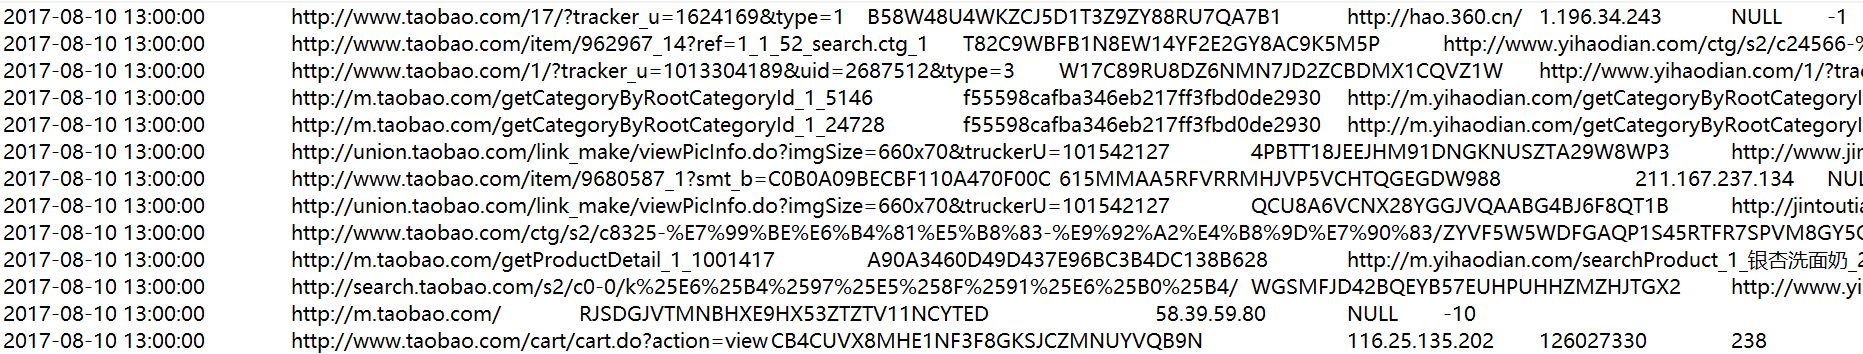 2017-08-10 13:00:00 http://www.taobao.com/17/?tracker_u=1624169&type=1 B58W48U4WKZCJ5D1T3Z9ZY88RU7QA7B1 http://hao.360.cn/ 1.196.34.243 NULL -1
2017-08-10 13:00:00 http://www.taobao.com/item/962967_14?ref=1_1_52_search.ctg_1 T82C9WBFB1N8EW14YF2E2GY8AC9K5M5P http://www.yihaodian.com/ctg/s2/c24566-%
2017-08-10 13:00:00 http://www.taobao.com/1/?tracker_u=1013304189&uid=2687512&type=3 W17C89RU8DZ6NMN7JD2ZCBDMX1CQVZ1W http://www.yihaodian.com/1/?trac
2017-08-10 13:00:00 http://m.taobao.com/getCategoryByRootCategoryId_1_5146 f55598cafba346eb217ff3fbd0de2930 http://m.yihaodian.com/getCategoryByRootCategoryI
2017-08-10 13:00:00 http://m.taobao.com/getCategoryByRootCategoryId_1_24728 f55598cafba346eb217ff3fbd0de2930 http://m.yihaodian.com/getCategoryByRootCategoryI
2017-08-10 13:00:00 http://union.taobao.com/link_make/viewPicInfo.do?imgSize=660x70&truckerU=101542127 4PBTT18JEEJHM91DNGKNUSZTA29W8WP3 http://www.jin
2017-08-10 13:00:00 http://www.taobao.com/item/9680587_1?smt_b=C0B0A09BECBF110A470F00C 615MMAA5RFVRRMHJVP5VCHTQGEGDW988 211.167.237.134 NUL
2017-08-10 13:00:00 http://union.taobao.com/link_make/viewPicInfo.do?imgSize=660x70&truckerU=101542127 QCU8A6VCNX28YGGJVQAABG4BJ6F8QT1B http://jintouti
2017-08-10 13:00:00 http://www.taobao.com/ctg/s2/c8325-%E7%99%BE%E6%B4%81%E5%B8%83-%E9%92%A2%E4%B8%9D%E7%90%83/ZYVF5W5WDFGAQP1S45RTFR7SPVM8GY5
2017-08-10 13:00:00 http://m.taobao.com/getProductDetail_1_1001417 A90A3460D49D437E96BC3B4DC138B628 http://m.yihaodian.com/searchProduct_1_银杏洗面奶_2
2017-08-10 13:00:00 http://search.taobao.com/s2/c0-0/k%25E6%25B4%2597%25E5%258F%2591%25E6%25B0%25B4/ WGSMFJD42BQEYB57EUHPUHHZMZHJTGX2 http://www.yi
2017-08-10 13:00:00 http://m.taobao.com/ RJSDGJVTMNBHXE9HX53ZTZTV11NCYTED 58.39.59.80 NULL -10
2017-08-10 13:00:00 http://www.taobao.com/cart/cart.do?action=view CB4CUVX8MHE1NF3F8GKSJCZMNUYVQB9N 116.25.135.202 126027330 238